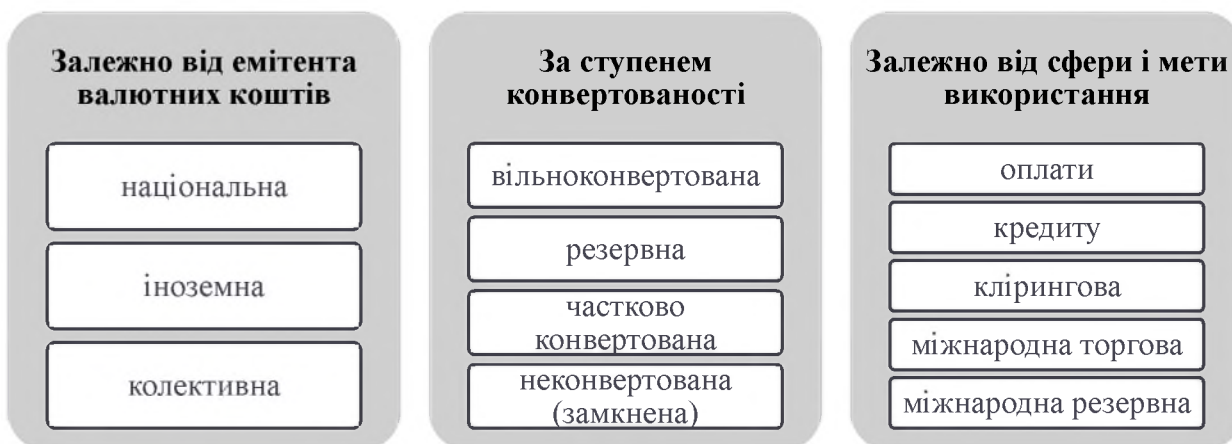 Залежно від емітента
валютних коштів
національна
іноземна
колективна
За ступенем
конвертованості
вільноконвертована
резервна
частково
конвертована
неконвертована
(замкнена)
Залежно від сфери і мети
використання
оплати
кредиту
клірингова
міжнародна торгова
міжнародна резервна